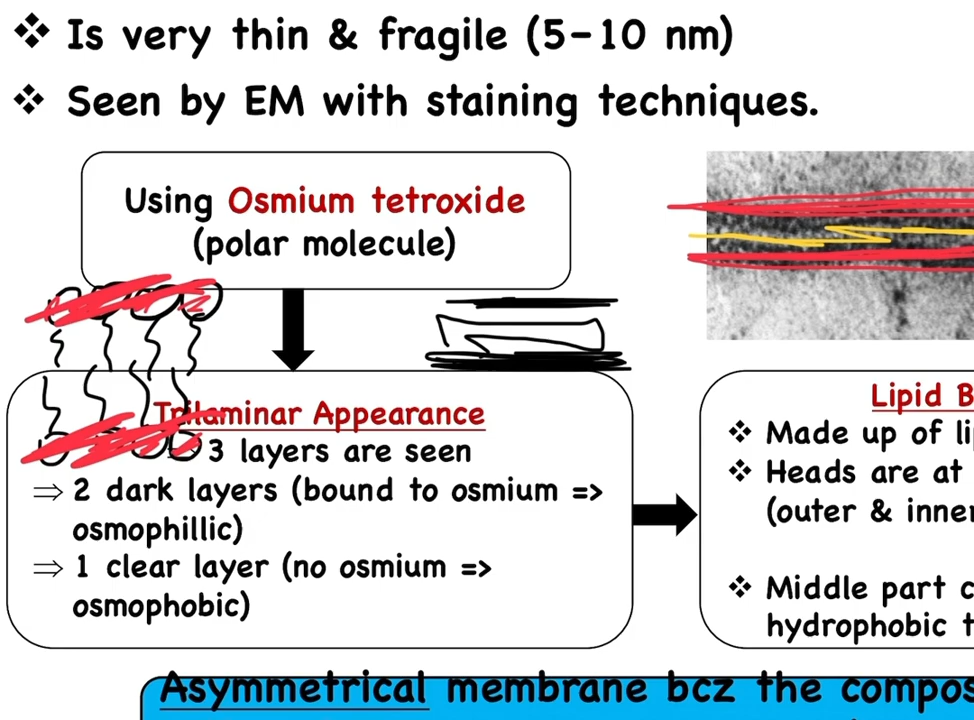 ❖ Is very thin & fragile (5-10 nm)
❖ Seen by EM with staining techniques.
Using Osmium tetroxide
(polar molecule)
Trilaminar Appearance
3 layers are seen
⇒ 2 dark layers (bound to osmium =>
osmophillic)
⇒ 1 clear layer (no osmium =>
osmophobic)
Lipid B
❖ Made up of li
❖ Heads are at
(outer & inne
❖ Middle part c
hydrophobic t
Asymmetrical membrane bcz the compos